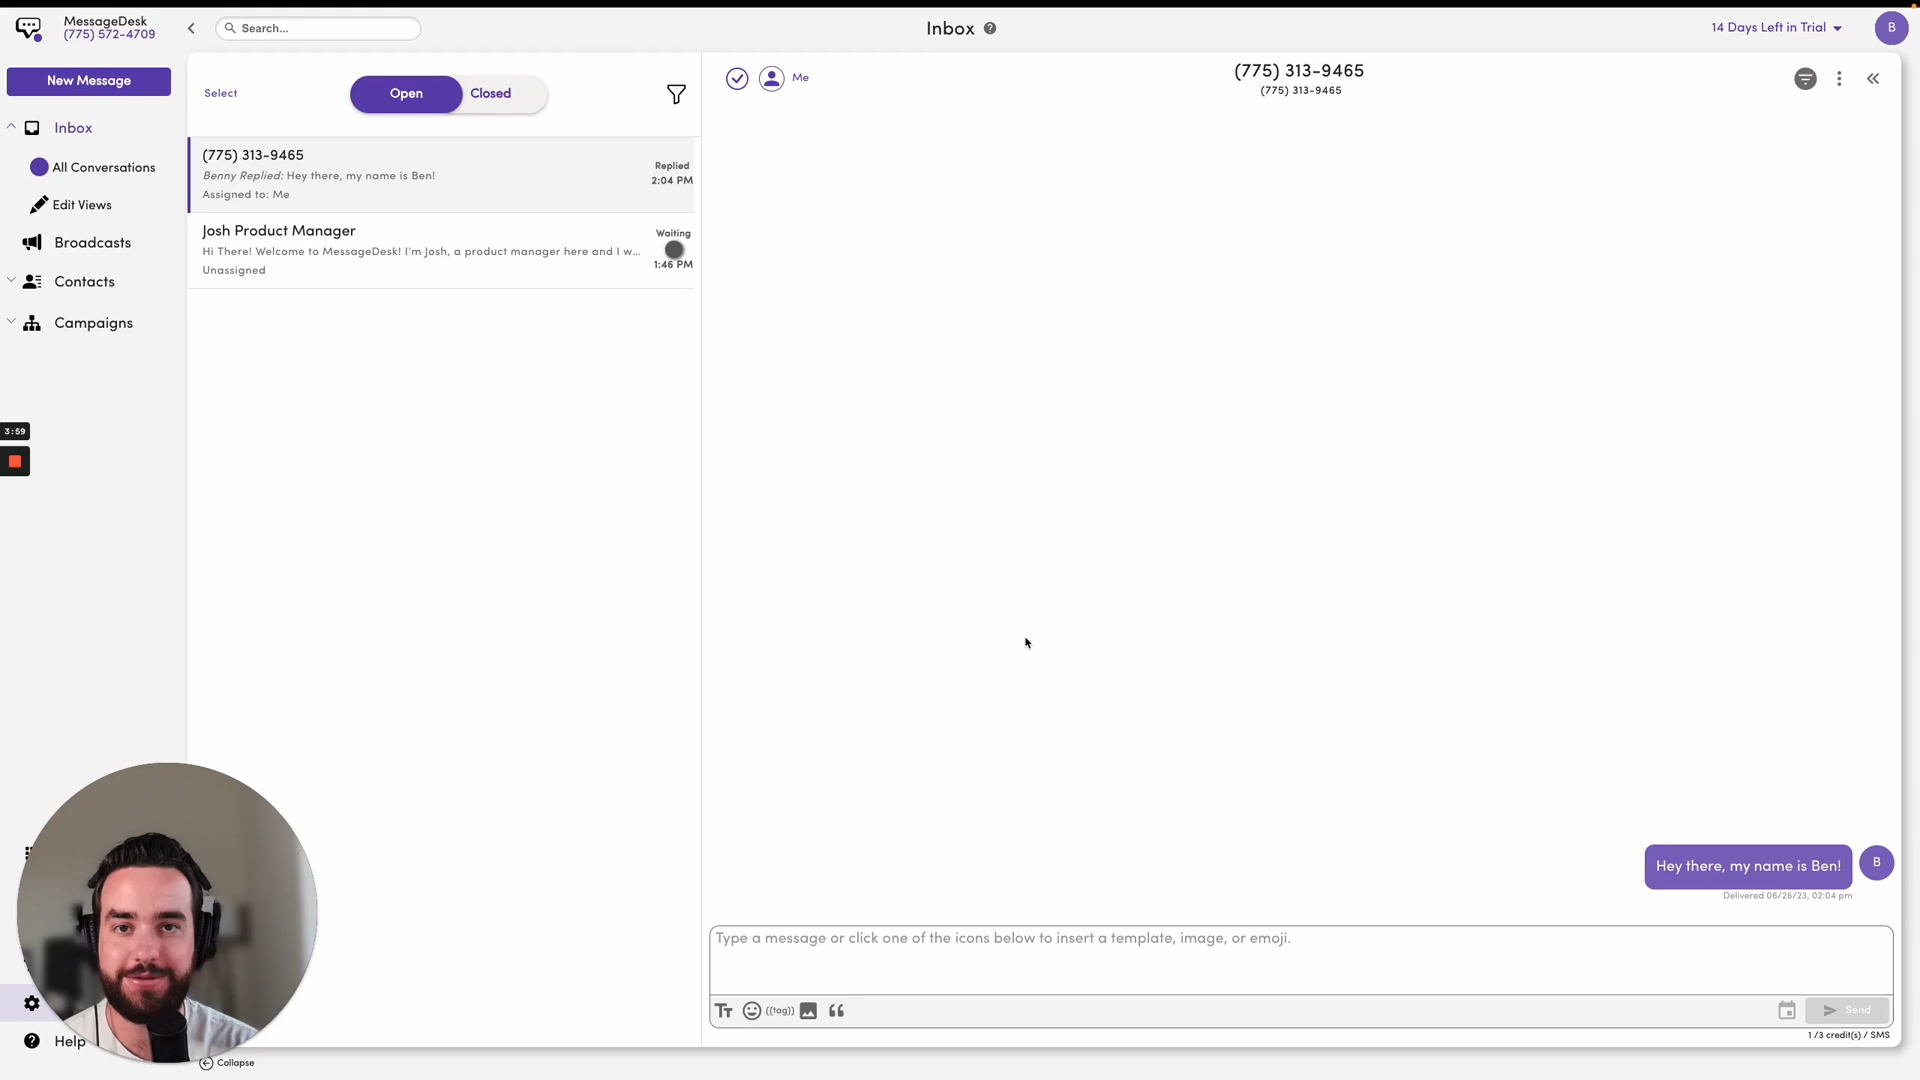 MessageDesk
(775) 572-4709
Search...
Inbox
14 Days Left in Trial
B
New Message
Inbox
All Conversations
Edit Views
Broadcasts
Contacts
Campaigns
3:59
Help
Collapse
Select
Open
Closed
(775) 313-9465
Benny Replied: Hey there, my name is Ben!
Assigned to: Me
Replied
2:04 PM
Josh Product Manager
Hi There! Welcome to MessageDesk! I'm Josh, a product manager here and I w...
Unassigned
Waiting
1:46 PM
Me
(775) 313-9465
(775) 313-9465
Hey there, my name is Ben!
B
Delivered 06/26/23, 02:04 pm
Type a message or click one of the icons below to insert a template, image, or emoji.
Tr
{{tag}}
Send
1 /3 credit(s) / SMS